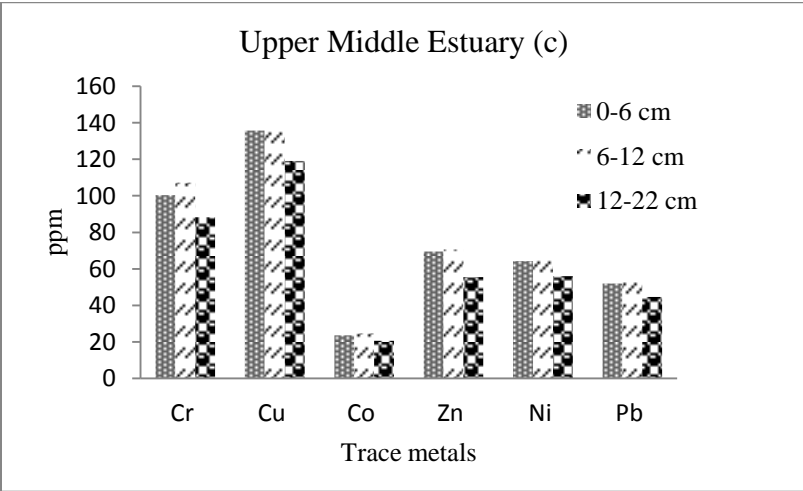 Upper Middle Estuary (c)
160
140
120
100
80
60
40
20
0
ppm
0-6 cm
6-12 cm
12-22 cm
Cr Cu Co Zn Ni Pb
Trace metals